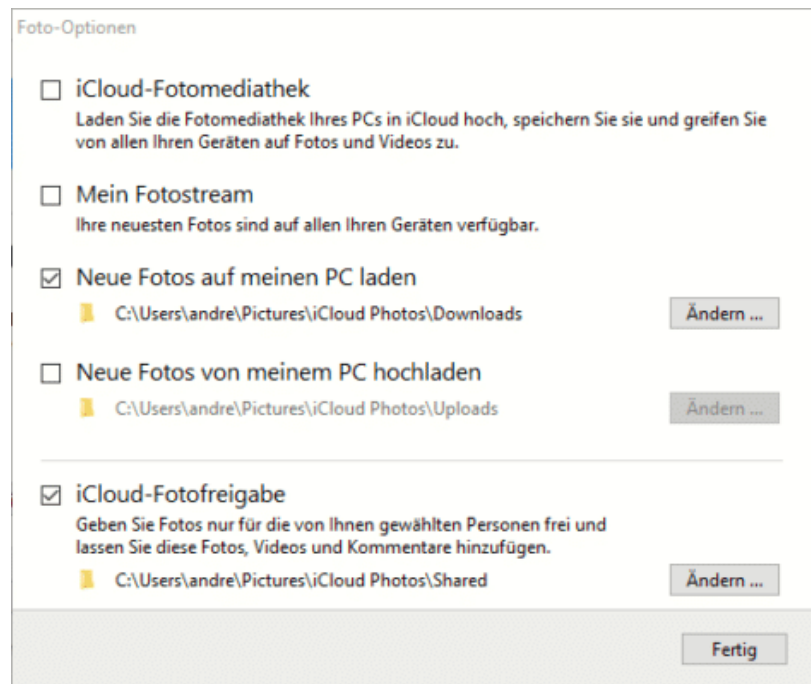 Foto-Optionen
iCloud-Fotomediathek
Laden Sie die Fotomediathek Ihres PCs in iCloud hoch, speichern Sie sie und greifen Sie
von allen Ihren Geräten auf Fotos und Videos zu.
Mein Fotostream
Ihre neuesten Fotos sind auf allen Ihren Geräten verfügbar.
Neue Fotos auf meinen PC laden
C:\Users\andre\Pictures\iCloud Photos\Downloads Ändern ...
Neue Fotos von meinem PC hochladen
C:\Users\andre\Pictures\iCloud Photos\Uploads Ändern ...
iCloud-Fotofreigabe
Geben Sie Fotos nur für die von Ihnen gewählten Personen frei und
lassen Sie diese Fotos, Videos und Kommentare hinzufügen.
C:\Users\andre\Pictures\iCloud Photos\Shared Ändern ...
Fertig